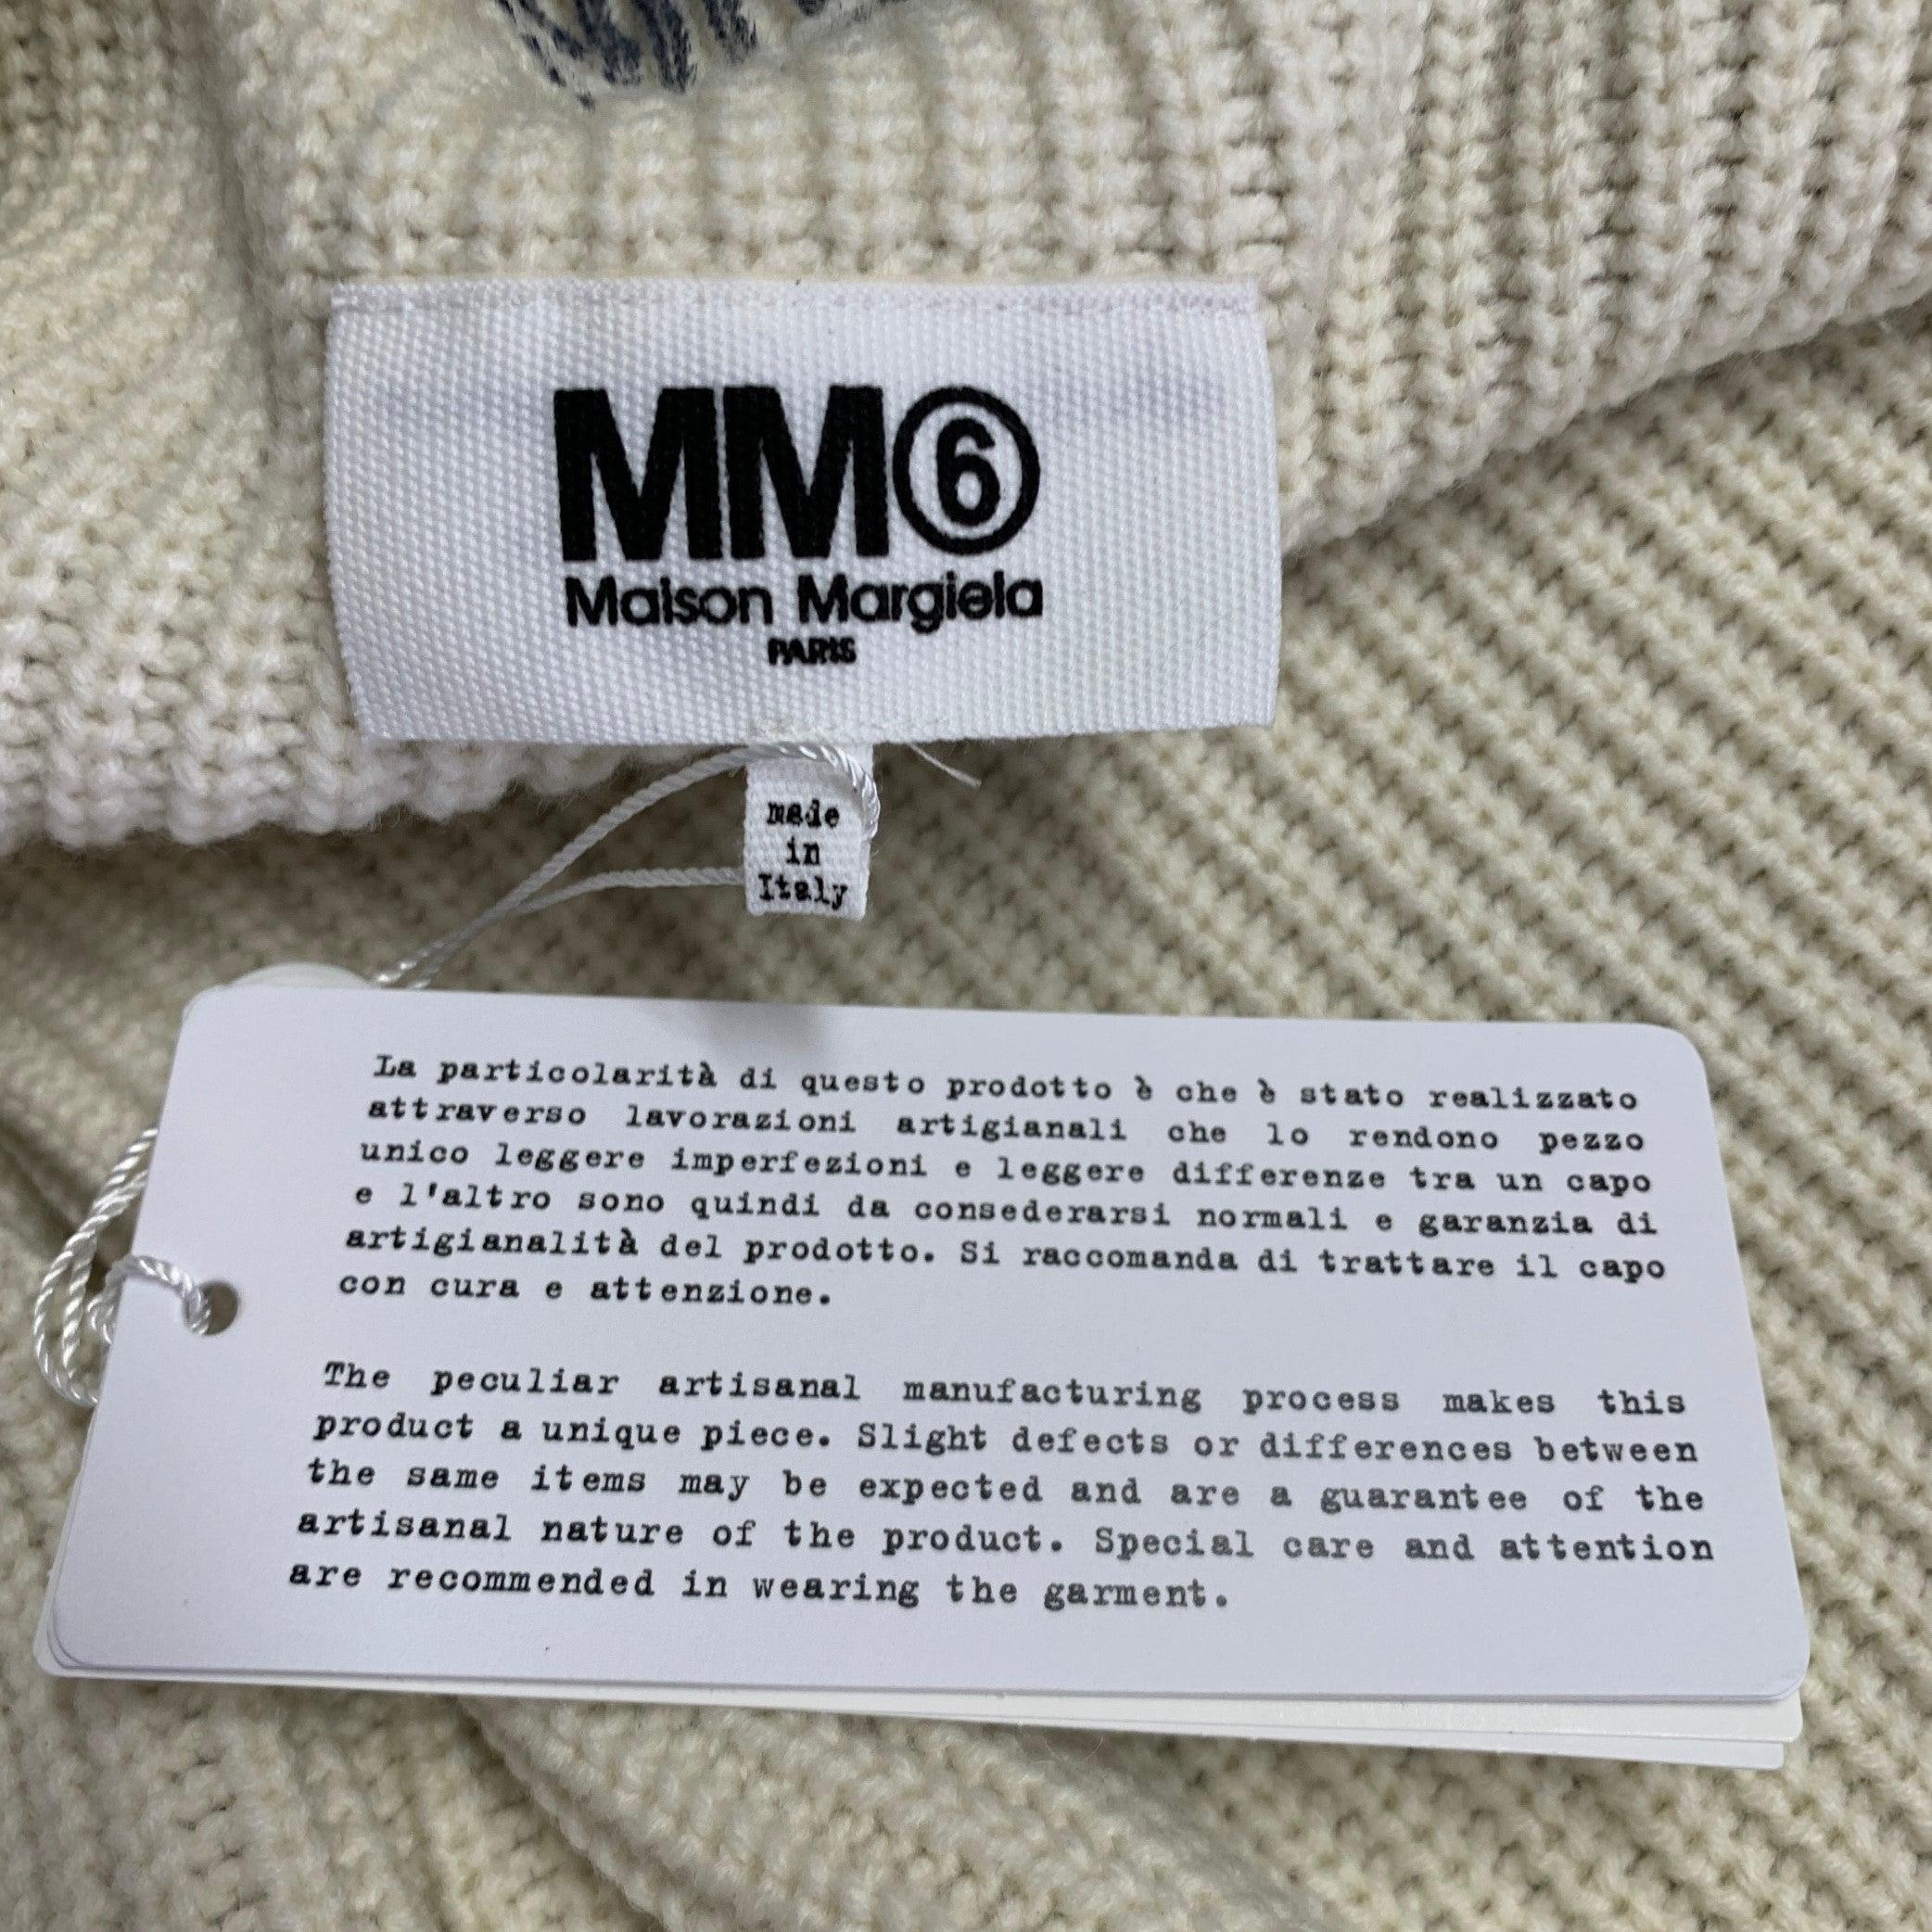 MM⑥
Maison Margiela
PARIS
made
in
Italy
La particolarità di questo prodotto è che è stato realizzato
attraverso lavorazioni artigianali che lo rendono pezzo
unico leggere imperfezioni e leggere differenze tra un capo
e l'altro sono quindi da consederarsi normali e garanzia di
artigianalità del prodotto. Si raccomanda di trattare il capo
con cura e attenzione.
The peculiar artisanal manufacturing process makes this
product a unique piece. Slight defects or differences between
the same items may be expected and are a guarantee of the
artisanal nature of the product. Special care and attention
are recommended in wearing the garment.